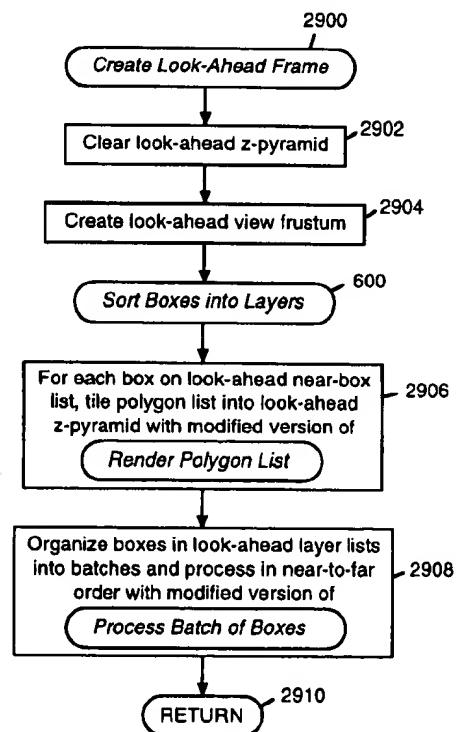 2900
Create Look-Ahead Frame
2902
Clear look-ahead z-pyramid
2904
Create look-ahead view frustum
600
Sort Boxes into Layers
2906
For each box on look-ahead near-box
list, tile polygon list into look-ahead
z-pyramid with modified version of
Render Polygon List
Organize boxes in look-ahead layer lists
into batches and process in near-to-far
2908
order with modified version of
Process Batch of Boxes
2910
RETURN